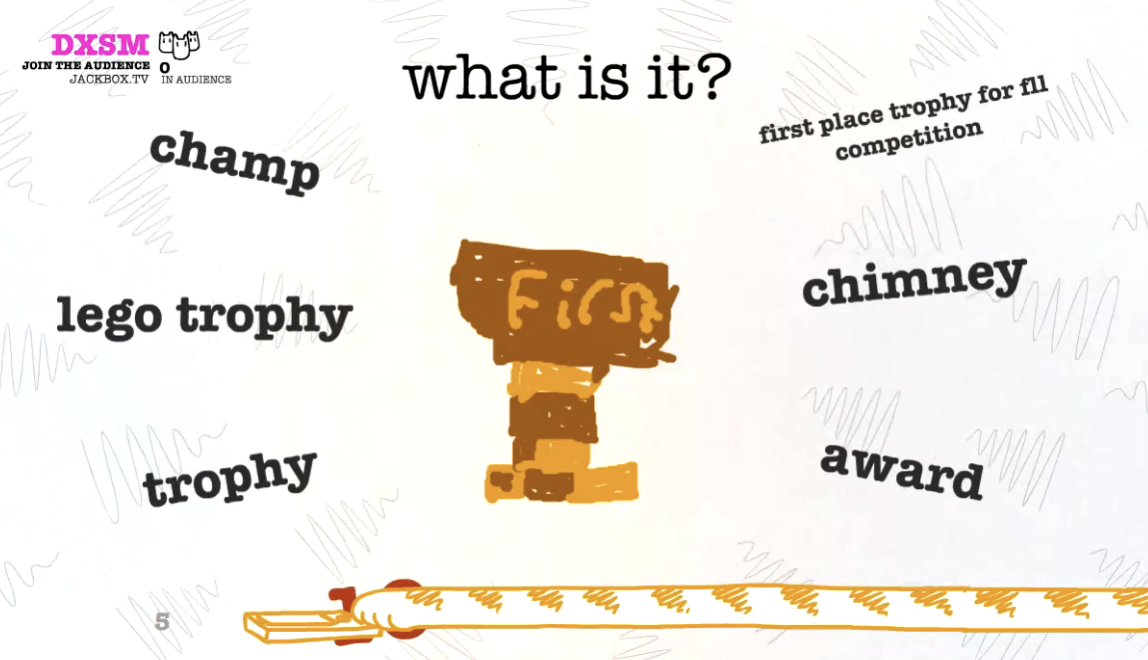 DXSM
JOIN THE AUDIENCE
JACKBOX.TV
0
IN AUDIENCE
what is it?
champ
first place trophy for fll
competition
lego trophy
First
chimney
trophy
award
5